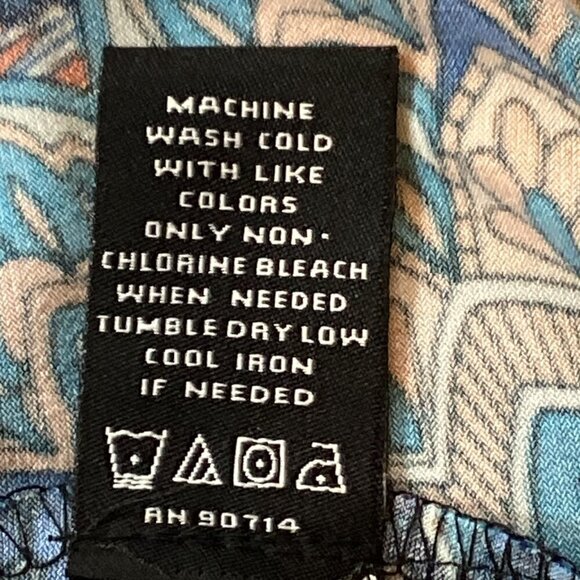 MACHINE
WASH COLD
WITH LIKE
COLORS
ONLY NON-
CHLORINE BLEACH
WHEN NEEDED
TUMBLE DRY LOW
COOL IRON
IF NEEDED
RN 90714